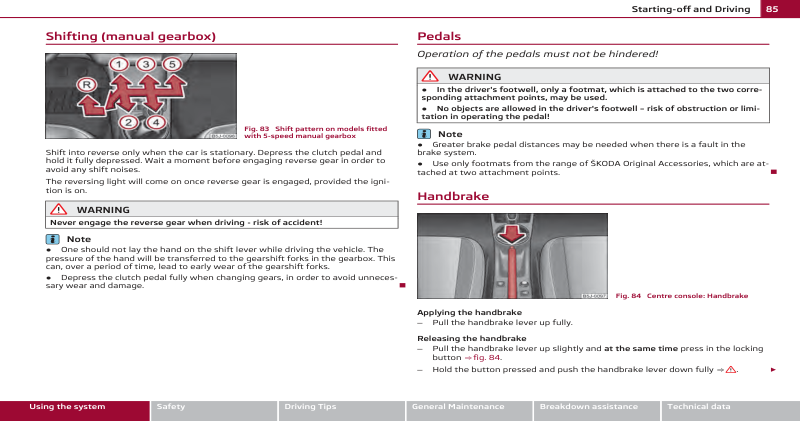 Starting-off and Driving 85
Shifting (manual gearbox)
R 1 3 5
2 4
Fig. 83 Shift pattern on models fitted
with 5-speed manual gearbox
Shift into reverse only when the car is stationary. Depress the clutch pedal and
hold it fully depressed. Wait a moment before engaging reverse gear in order to
avoid any shift noises.
The reversing light will come on once reverse gear is engaged, provided the igni-
tion is on.
WARNING
Never engage the reverse gear when driving - risk of accident!
Note
● One should not lay the hand on the shift lever while driving the vehicle. The
pressure of the hand will be transferred to the gearshift forks in the gearbox. This
can, over a period of time, lead to early wear of the gearshift forks.
● Depress the clutch pedal fully when changing gears, in order to avoid unneces-
sary wear and damage.
Pedals
Operation of the pedals must not be hindered!
WARNING
● In the driver's footwell, only a footmat, which is attached to the two corre-
sponding attachment points, may be used.
● No objects are allowed in the driver's footwell – risk of obstruction or limi-
tation in operating the pedal!
Note
● Greater brake pedal distances may be needed when there is a fault in the
brake system.
● Use only footmats from the range of ŠKODA Original Accessories, which are at-
tached at two attachment points.
Handbrake
Fig. 84 Centre console: Handbrake
Applying the handbrake
– Pull the handbrake lever up fully.
Releasing the handbrake
– Pull the handbrake lever up slightly and at the same time press in the locking
button ⇒ fig. 84.
– Hold the button pressed and push the handbrake lever down fully ⇒ .
Using the system Safety Driving Tips General Maintenance Breakdown assistance Technical data